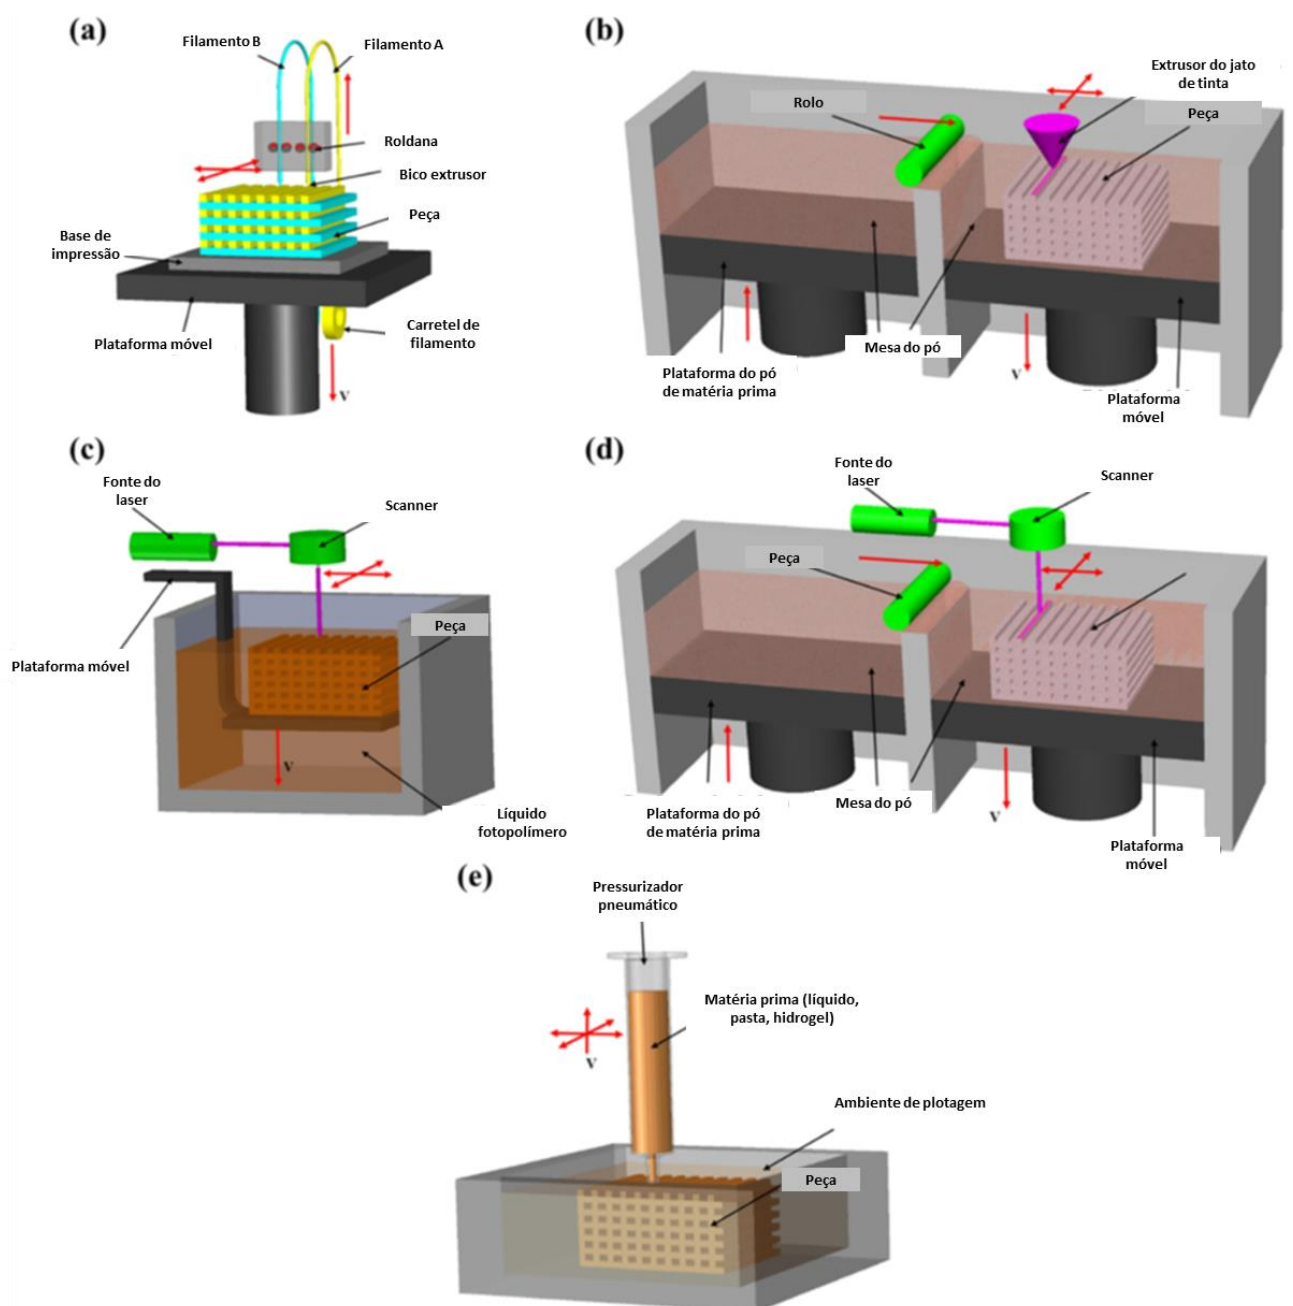 (a)
Filamento B
Filamento A
Roldana
Bico extrusor
Peça
Base de
impressão
Plataforma móvel
Carretel de
filamento
V
(b)
Extrusor do jato
de tinta
Rolo
Peça
Mesa do pó
Plataforma do pó
de matéria prima
V
Plataforma
móvel
(c)
Fonte do
laser
Scanner
Peça
Plataforma móvel
V
Líquido
fotopolímero
(d)
Fonte do
laser
Scanner
Peça
Mesa do pó
Plataforma do pó
de matéria prima
V
Plataforma
móvel
(e)
Pressurizador
pneumático
Matéria prima (líquido,
pasta, hidrogel)
V
Ambiente de plotagem
Peça